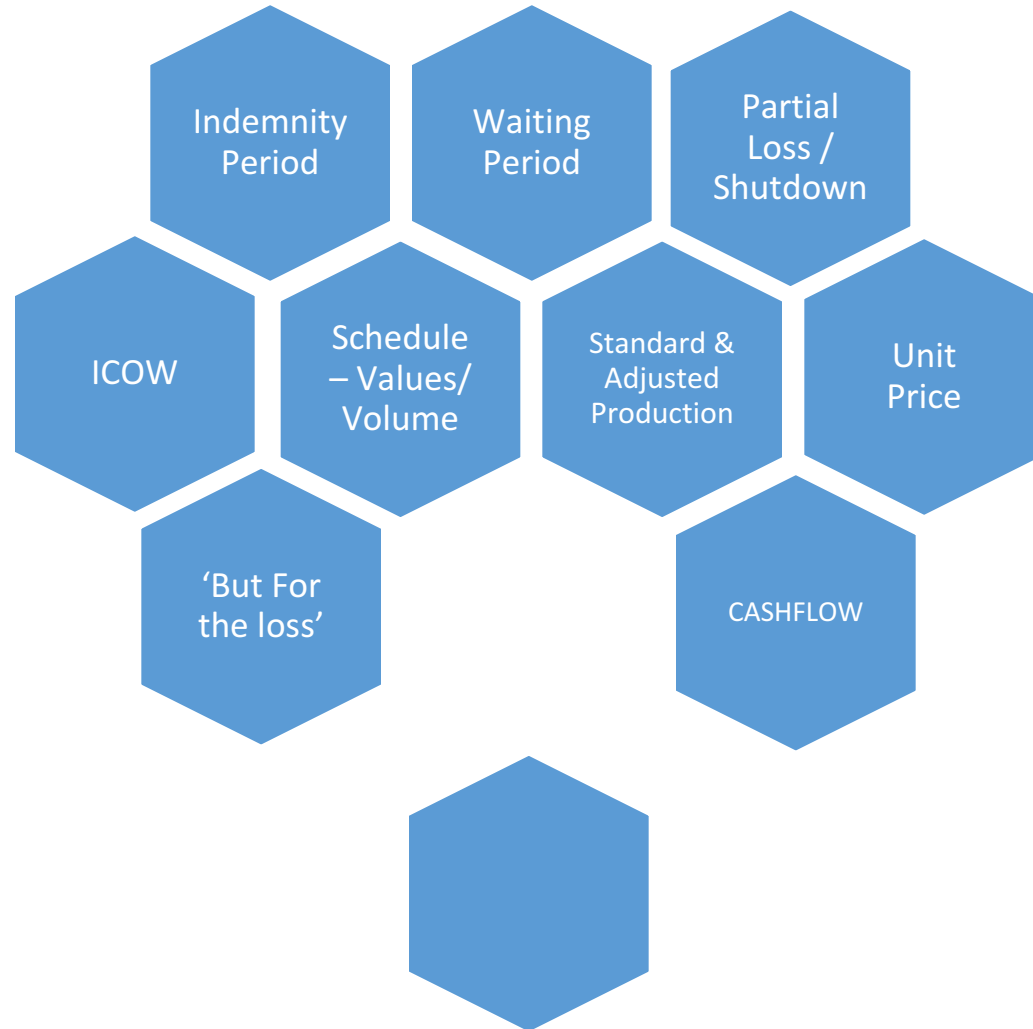 Indemnity
Period
Waiting
Period
Partial
Loss /
Shutdown
ICOW
Schedule
– Values/
Volume
Standard &
Adjusted
Production
Unit
Price
‘But For
the loss’
CASHFLOW